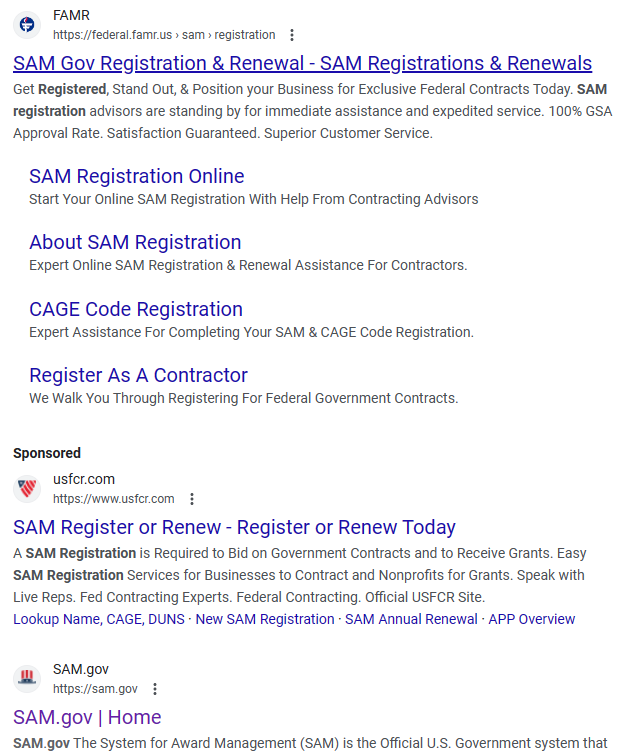 FAMR
https://federal.famr.us › sam › registration
SAM Gov Registration & Renewal - SAM Registrations & Renewals
Get Registered, Stand Out, & Position your Business for Exclusive Federal Contracts Today. SAM
registration advisors are standing by for immediate assistance and expedited service. 100% GSA
Approval Rate. Satisfaction Guaranteed. Superior Customer Service.
SAM Registration Online
Start Your Online SAM Registration With Help From Contracting Advisors
About SAM Registration
Expert Online SAM Registration & Renewal Assistance For Contractors.
CAGE Code Registration
Expert Assistance For Completing Your SAM & CAGE Code Registration.
Register As A Contractor
We Walk You Through Registering For Federal Government Contracts.
Sponsored
usfcr.com
https://www.usfcr.com
SAM Register or Renew - Register or Renew Today
A SAM Registration is Required to Bid on Government Contracts and to Receive Grants. Easy
SAM Registration Services for Businesses to Contract and Nonprofits for Grants. Speak with
Live Reps. Fed Contracting Experts. Federal Contracting. Official USFCR Site.
Lookup Name, CAGE, DUNS · New SAM Registration · SAM Annual Renewal · APP Overview
SAM.gov
https://sam.gov
SAM.gov | Home
SAM.gov The System for Award Management (SAM) is the Official U.S. Government system that